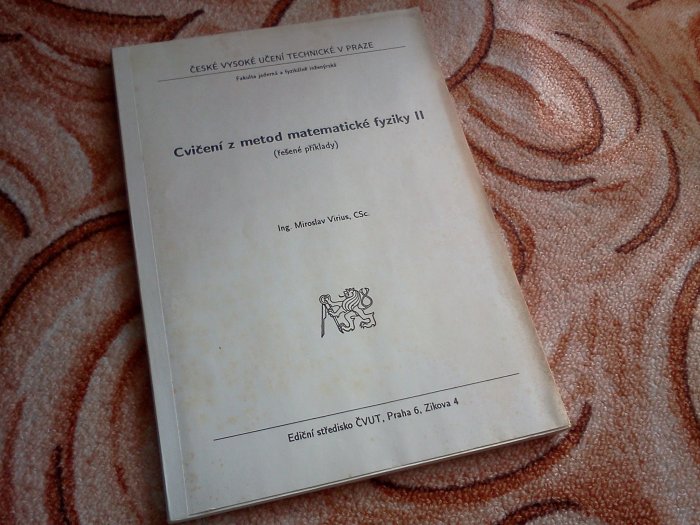 ČESKÉ VYSOKÉ UČENÍ TECHNICKÉ V PRAZE
Fakulta jaderná a fyzikálně inženýrská
Cvičení z metod matematické fyziky II
(řešené příklady)
Ing. Miroslav Virius, CSc.
Ediční středisko ČVUT, Praha 6, Zikova 4